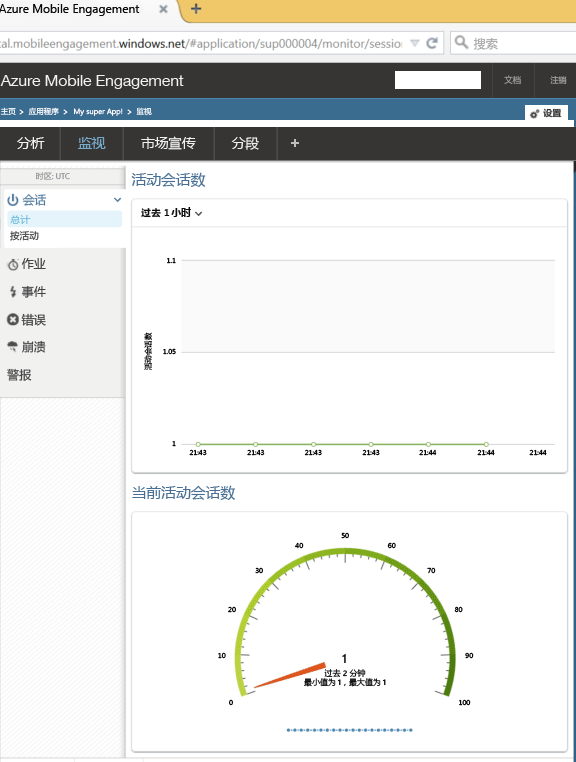 Azure Mobile Engagement
tal.mobileengagement.windows.net/#application/sup000004/monitor/session
搜索
Azure Mobile Engagement
文档
注销
主页 > 应用程序 > My super App! > 监视
设置
分析
监视
市场宣传
分段
+
时区: UTC
会话
总计
按活动
作业
事件
错误
崩溃
警报
活动会话数
过去 1 小时
1.1
1.05
1
21:43 21:43 21:43 21:43 21:44 21:44 21:44
当前活动会话数
0 10 20 30 40 50 60 70 80 90 100
1
过去 2 分钟
最小值为 1，最大值为 1